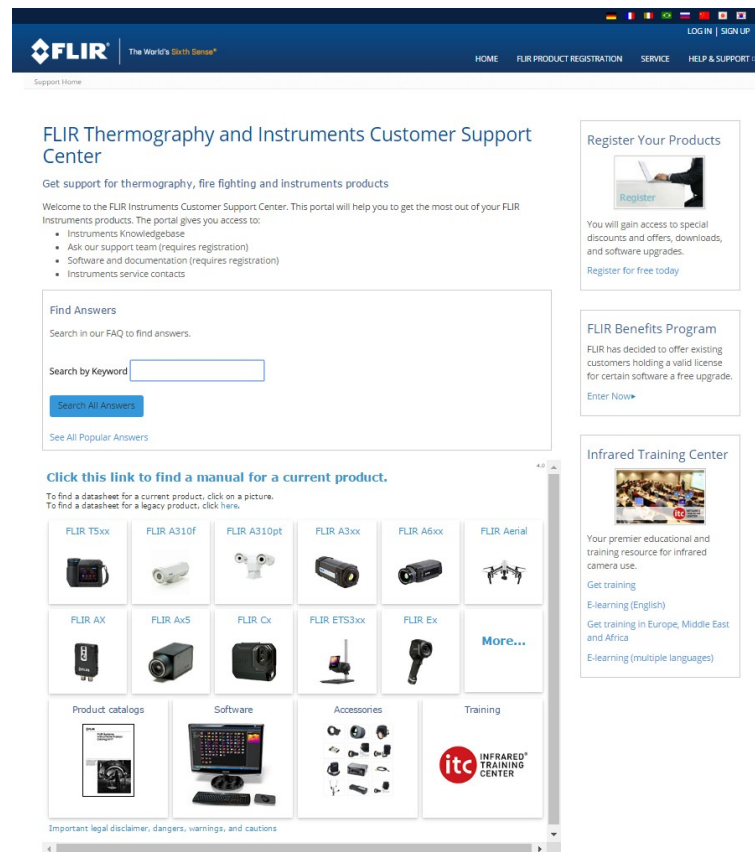 LOG IN | SIGN UP
FLIR
The World's Sixth Sense®
HOME FLIR PRODUCT REGISTRATION SERVICE HELP & SUPPORT
Support Home
FLIR Thermography and Instruments Customer Support
Center
Get support for thermography, fire fighting and instruments products
Welcome to the FLIR Instruments Customer Support Center. This portal will help you to get the most out of your FLIR
Instruments products. The portal gives you access to:
Instruments Knowledgebase
Ask our support team (requires registration)
Software and documentation (requires registration)
Instruments service contacts
Find Answers
Search in our FAQ to find answers.
Search by Keyword
Search All Answers
See All Popular Answers
4.0
Click this link to find a manual for a current product.
To find a datasheet for a current product, click on a picture.
To find a datasheet for a legacy product, click here.
FLIR T5xx FLIR A310f FLIR A310pt FLIR A3xx FLIR A6xx FLIR Aerial
FLIR AX FLIR Ax5 FLIR Cx FLIR ETS3xx FLIR Ex
More...
Product catalogs Software Accessories Training
itc INFRARED®
TRAINING
CENTER
Important legal disclaimer, dangers, warnings, and cautions
Register Your Products
Register
You will gain access to special
discounts and offers, downloads,
and software upgrades.
Register for free today
FLIR Benefits Program
FLIR has decided to offer existing
customers holding a valid license
for certain software a free upgrade.
Enter Now▸
Infrared Training Center
itc
Your premier educational and
training resource for infrared
camera use.
Get training
E-learning (English)
Get training in Europe, Middle East
and Africa
E-learning (multiple languages)